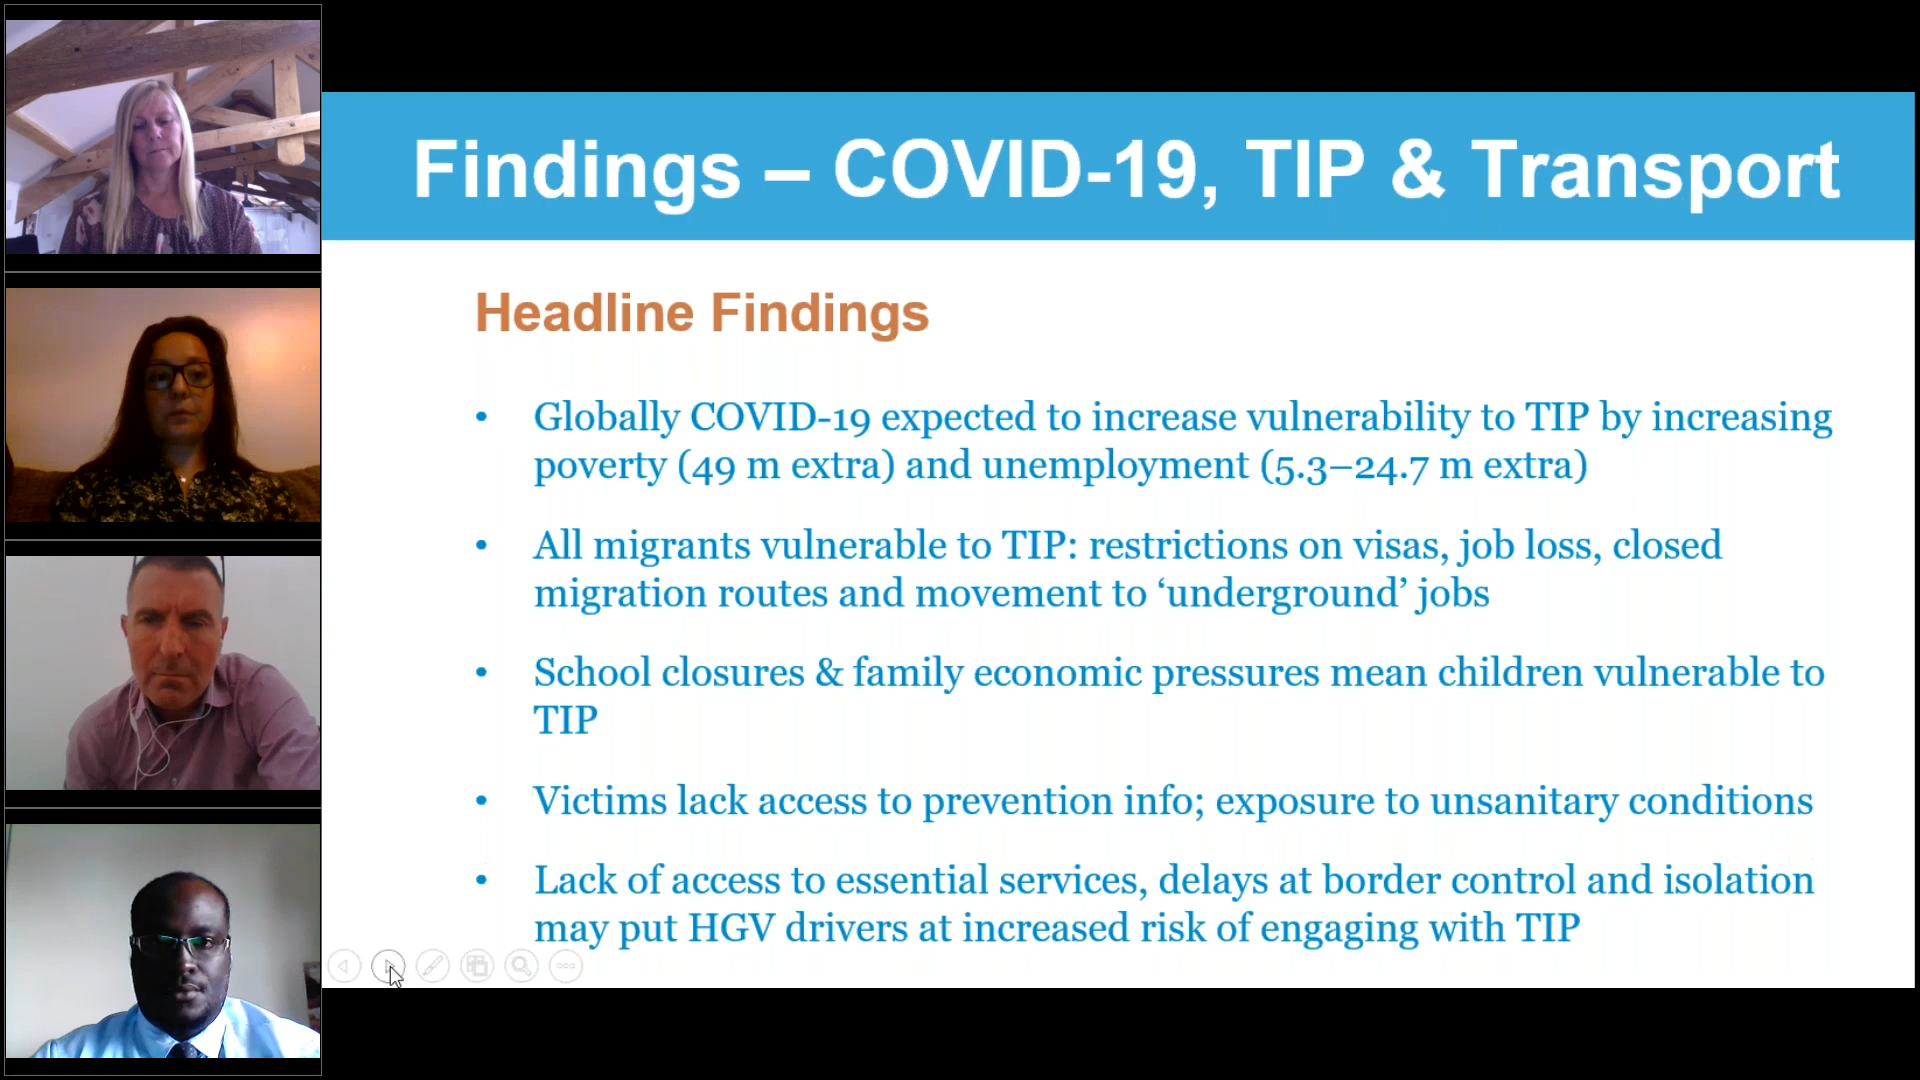 Findings – COVID-19, TIP & Transport
Headline Findings
• Globally COVID-19 expected to increase vulnerability to TIP by increasing
poverty (49 m extra) and unemployment (5.3–24.7 m extra)
• All migrants vulnerable to TIP: restrictions on visas, job loss, closed
migration routes and movement to ‘underground’ jobs
• School closures & family economic pressures mean children vulnerable to
TIP
• Victims lack access to prevention info; exposure to unsanitary conditions
• Lack of access to essential services, delays at border control and isolation
may put HGV drivers at increased risk of engaging with TIP